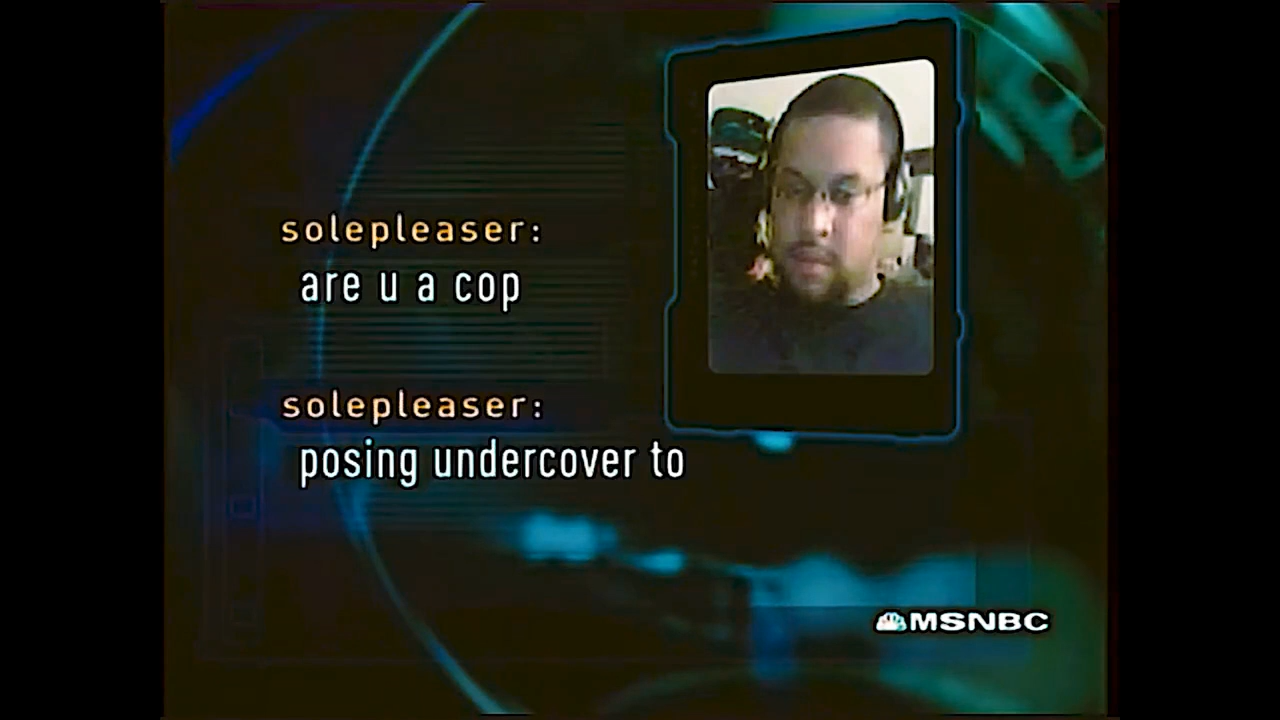 solepleaser:
are u a cop
solepleaser:
posing undercover to
MSNBC